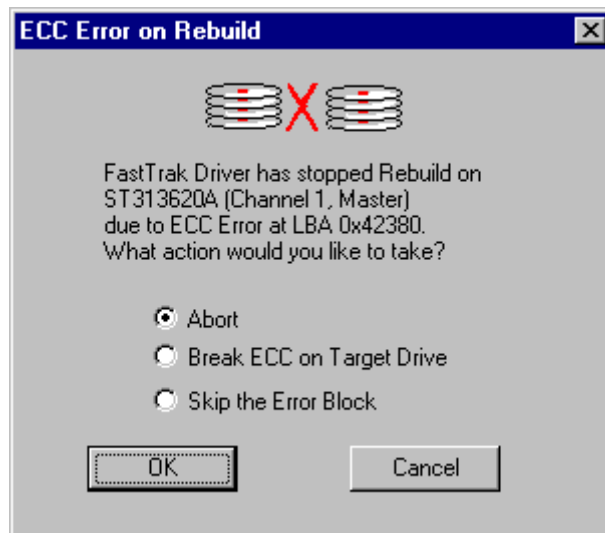 ECC Error on Rebuild
FastTrak Driver has stopped Rebuild on
ST313620A (Channel 1, Master)
due to ECC Error at LBA 0x42380.
What action would you like to take?
Abort
Break ECC on Target Drive
Skip the Error Block
OK
Cancel